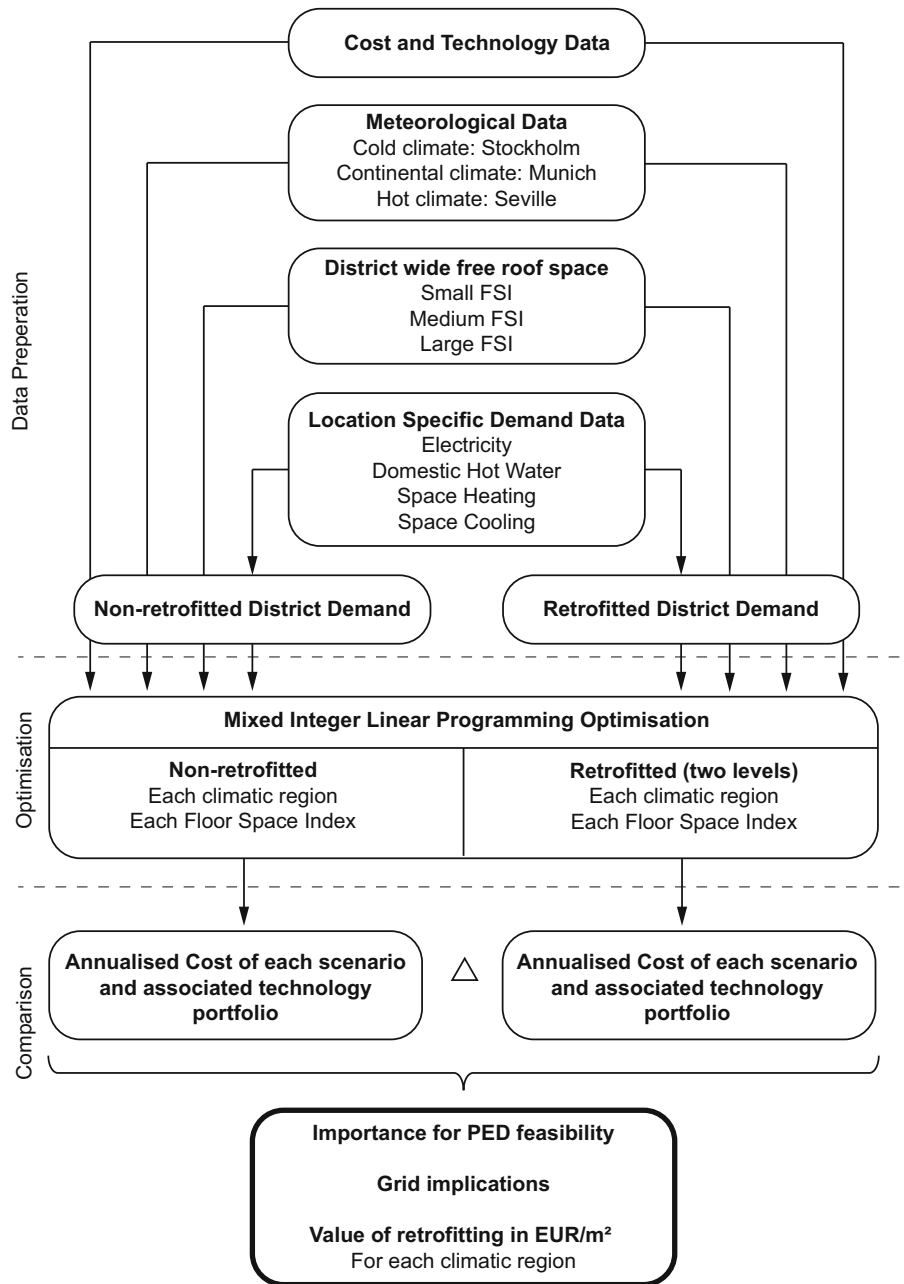 Cost and Technology Data
Meteorological Data
Cold climate: Stockholm
Continental climate: Munich
Hot climate: Seville
District wide free roof space
Small FSI
Medium FSI
Large FSI
Data Preperation
Location Specific Demand Data
Electricity
Domestic Hot Water
Space Heating
Space Cooling
Non-retrofitted District Demand
Retrofitted District Demand
Optimisation
Mixed Integer Linear Programming Optimisation
Non-retrofitted
Each climatic region
Each Floor Space Index
Retrofitted (two levels)
Each climatic region
Each Floor Space Index
Comparison
Annualised Cost of each scenario
and associated technology
portfolio
△
Annualised Cost of each scenario
and associated technology
portfolio
Importance for PED feasibility
Grid implications
Value of retrofitting in EUR/m²
For each climatic region